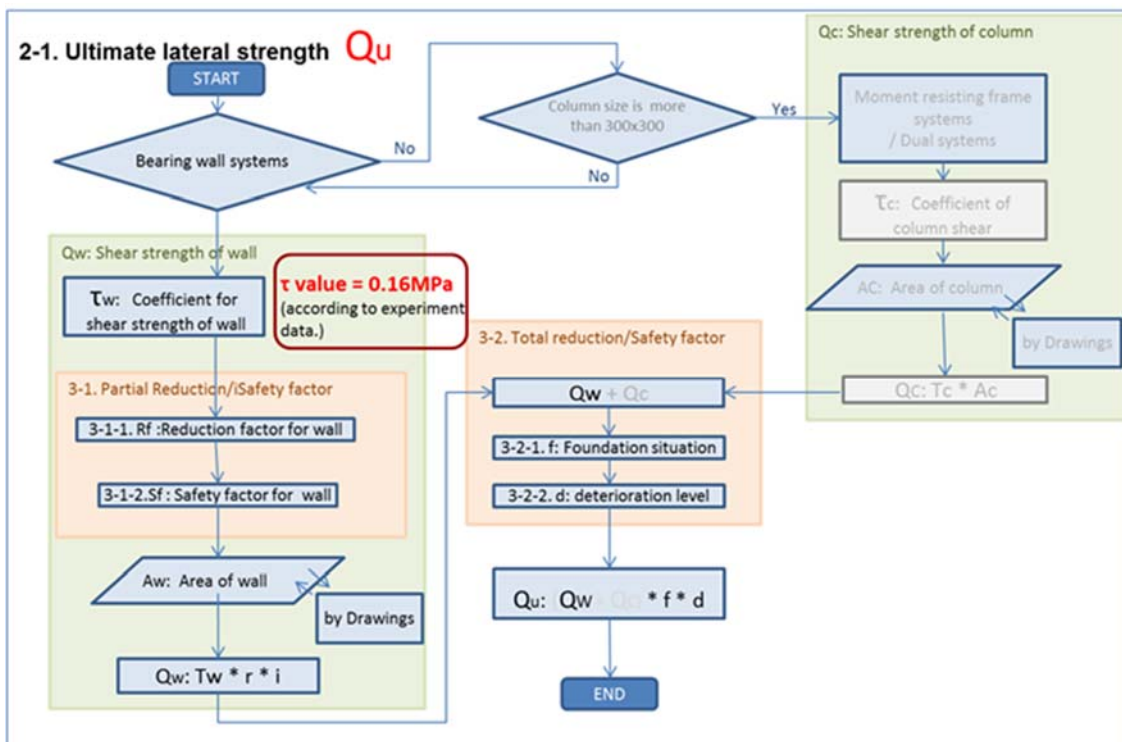 2-1. Ultimate lateral strength Qu
START
Bearing wall systems
No
Column size is more
than 300x300
No
Yes
Qc: Shear strength of column
Moment resisting frame
systems
/ Dual systems
τc: Coefficient of
column shear
AC: Area of column
by Drawings
Qc: Tc * Ac
Qw: Shear strength of wall
τw: Coefficient for
shear strength of wall
τ value = 0.16MPa
(according to experiment
data.)
3-1. Partial Reduction/iSafety factor
3-1-1. Rf :Reduction factor for wall
3-1-2.Sf : Safety factor for wall
Aw: Area of wall
by Drawings
Qw: Tw * r * i
3-2. Total reduction/Safety factor
Qw + Qc
3-2-1. f: Foundation situation
3-2-2. d: deterioration level
Qu: (Qw + Qc) * f * d
END